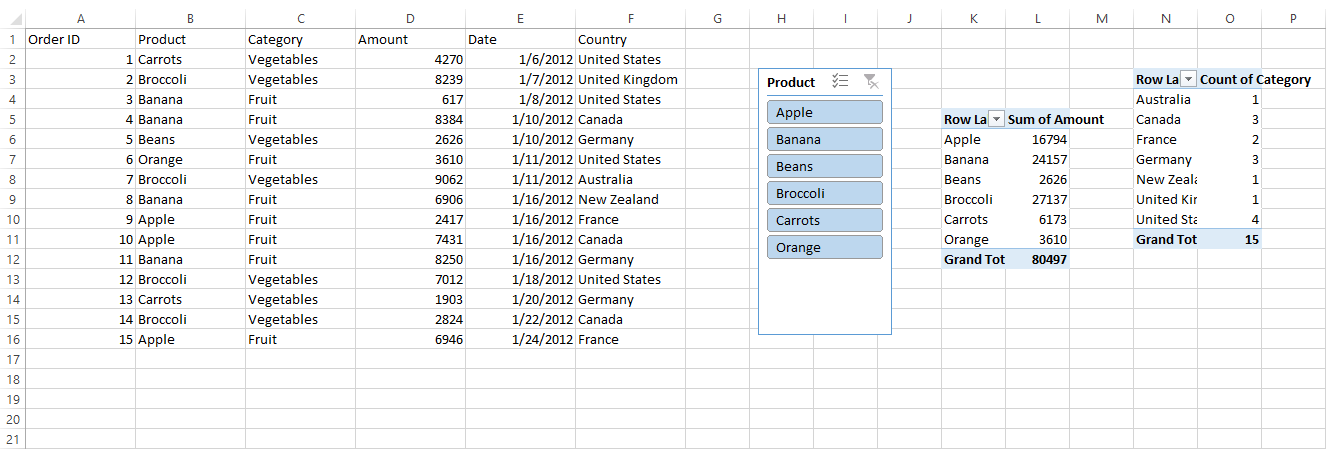 A B C D E F G H I J K L M N O P
1 Order ID Product Category Amount Date Country
2 1 Carrots Vegetables 4270 1/6/2012 United States
3 2 Broccoli Vegetables 8239 1/7/2012 United Kingdom Product Row La Count of Category
4 3 Banana Fruit 617 1/8/2012 United States Apple Australia 1
5 4 Banana Fruit 8384 1/10/2012 Canada Row La Sum of Amount Canada 3
6 5 Beans Vegetables 2626 1/10/2012 Germany Banana Apple 16794 France 2
7 6 Orange Fruit 3610 1/11/2012 United States Beans Banana 24157 Germany 3
8 7 Broccoli Vegetables 9062 1/11/2012 Australia Beans 2626 New Zeal 1
9 8 Banana Fruit 6906 1/16/2012 New Zealand Broccoli Broccoli 27137 United Kir 1
10 9 Apple Fruit 2417 1/16/2012 France Carrots Carrots 6173 United Sta 4
11 10 Apple Fruit 7431 1/16/2012 Canada Orange Orange 3610 Grand Tot 15
12 11 Banana Fruit 8250 1/16/2012 Germany Grand Tot 80497
13 12 Broccoli Vegetables 7012 1/18/2012 United States
14 13 Carrots Vegetables 1903 1/20/2012 Germany
15 14 Broccoli Vegetables 2824 1/22/2012 Canada
16 15 Apple Fruit 6946 1/24/2012 France
17
18
19
20
21